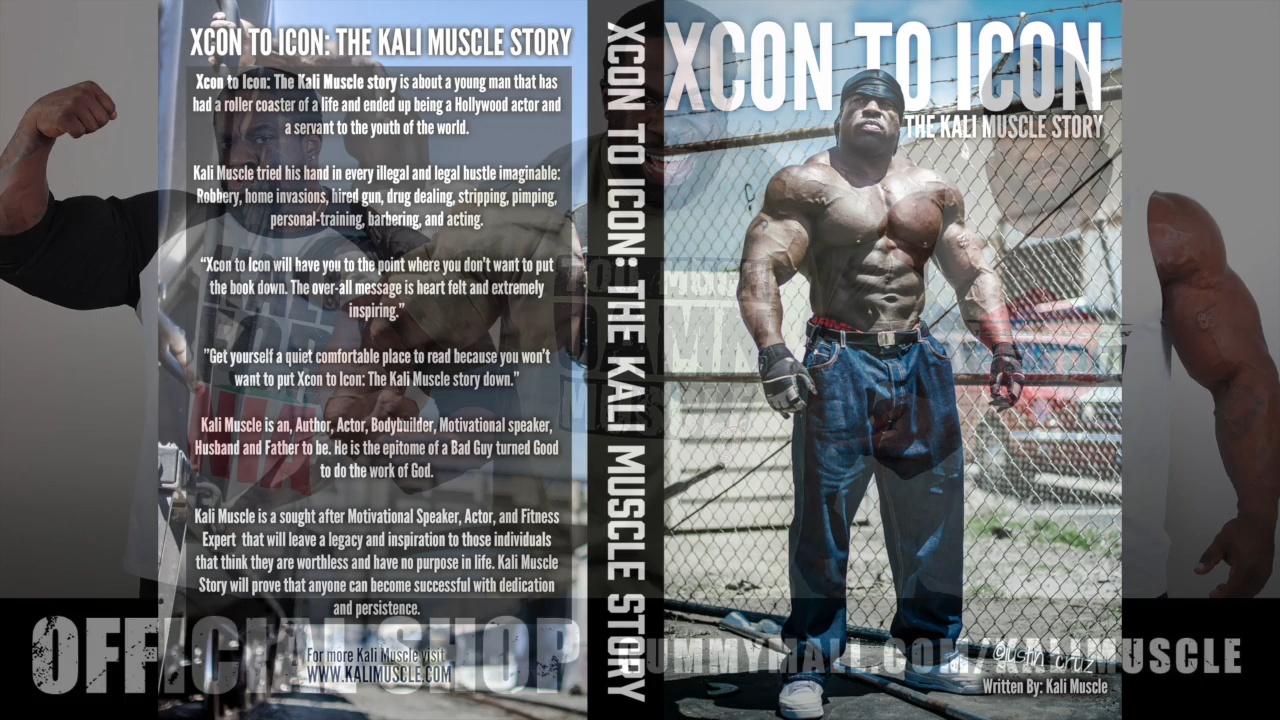 XCON TO ICON: THE KALI MUSCLE STORY
Xcon to Icon: The Kali Muscle story is about a young man that has
had a roller coaster of a life and ended up being a Hollywood actor and
a servant to the youth of the world.
Kali Muscle tried his hand in every illegal and legal hustle imaginable:
Robbery, home invasions, hired gun, drug dealing, stripping, pimping,
personal-training, barbering, and acting.
“Xcon to Icon will have you to the point where you don’t want to put
the book down. The over-all message is heart felt and extremely
inspiring.”
”Get yourself a quiet comfortable place to read because you won’t
want to put Xcon to Icon: The Kali Muscle story down.”
Kali Muscle is an, Author, Actor, Bodybuilder, Motivational speaker,
Husband and Father to be. He is the epitome of a Bad Guy turned Good
to do the work of God.
Kali Muscle is a sought after Motivational Speaker, Actor, and Fitness
Expert that will leave a legacy and inspiration to those individuals
that think they are worthless and have no purpose in life. Kali Muscle
Story will prove that anyone can become successful with dedication
and persistence.
For more Kali Muscle visit
WWW.KALIMUSCLE.COM
XCON TO ICON: THE KALI MUSCLE STORY
XCON TO ICON
THE KALI MUSCLE STORY
@ustin_cruz
Written By: Kali Muscle
OFFICIAL SHOP
UMMYMALL.COM/KALIMUSCLE